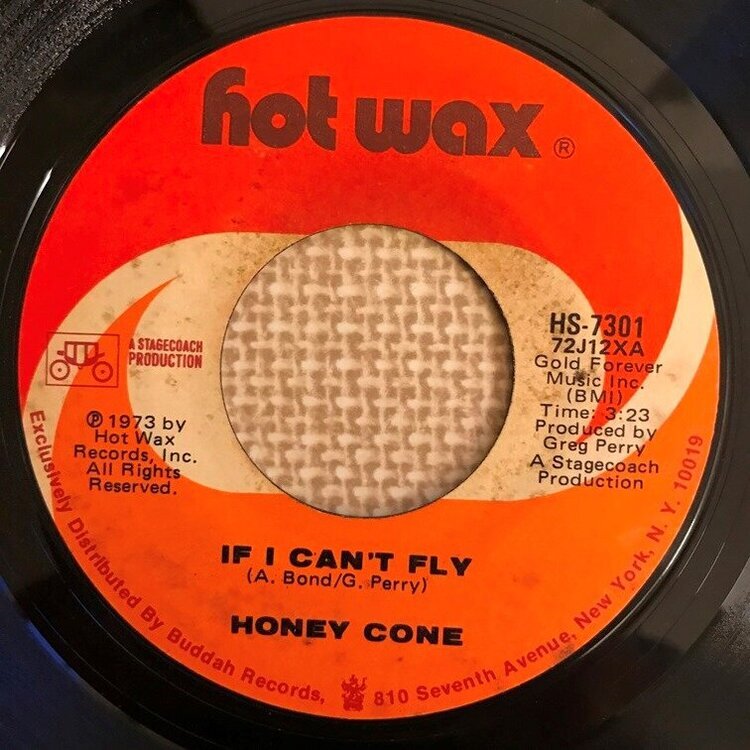 hot wax ®
A STAGECOACH
PRODUCTION
℗ 1973 by
Hot Wax
Records, Inc.
All Rights
Reserved.
HS-7301
72J12XA
Gold Forever
Music Inc.
(BMI)
Time: 3:23
Produced by
Greg Perry
A Stagecoach
Production
IF I CAN'T FLY
(A. Bond/G. Perry)
HONEY CONE
Exclusively Distributed By Buddah Records, 810 Seventh Avenue, New York, N. Y. 10019